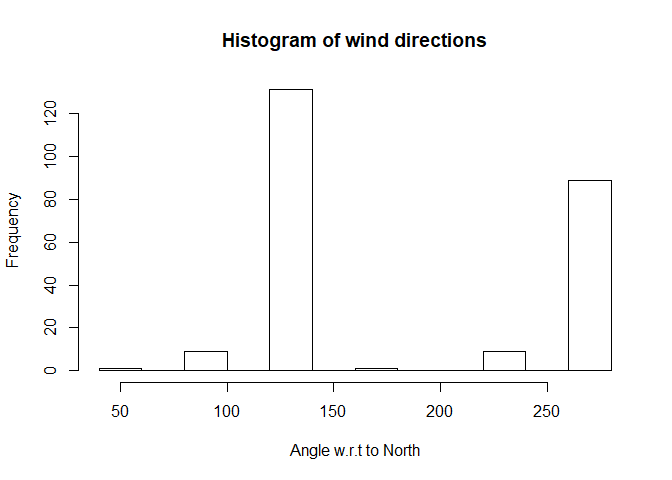 Histogram of wind directions
Frequency
0 20 40 60 80 100 120
50 100 150 200 250
Angle w.r.t to North